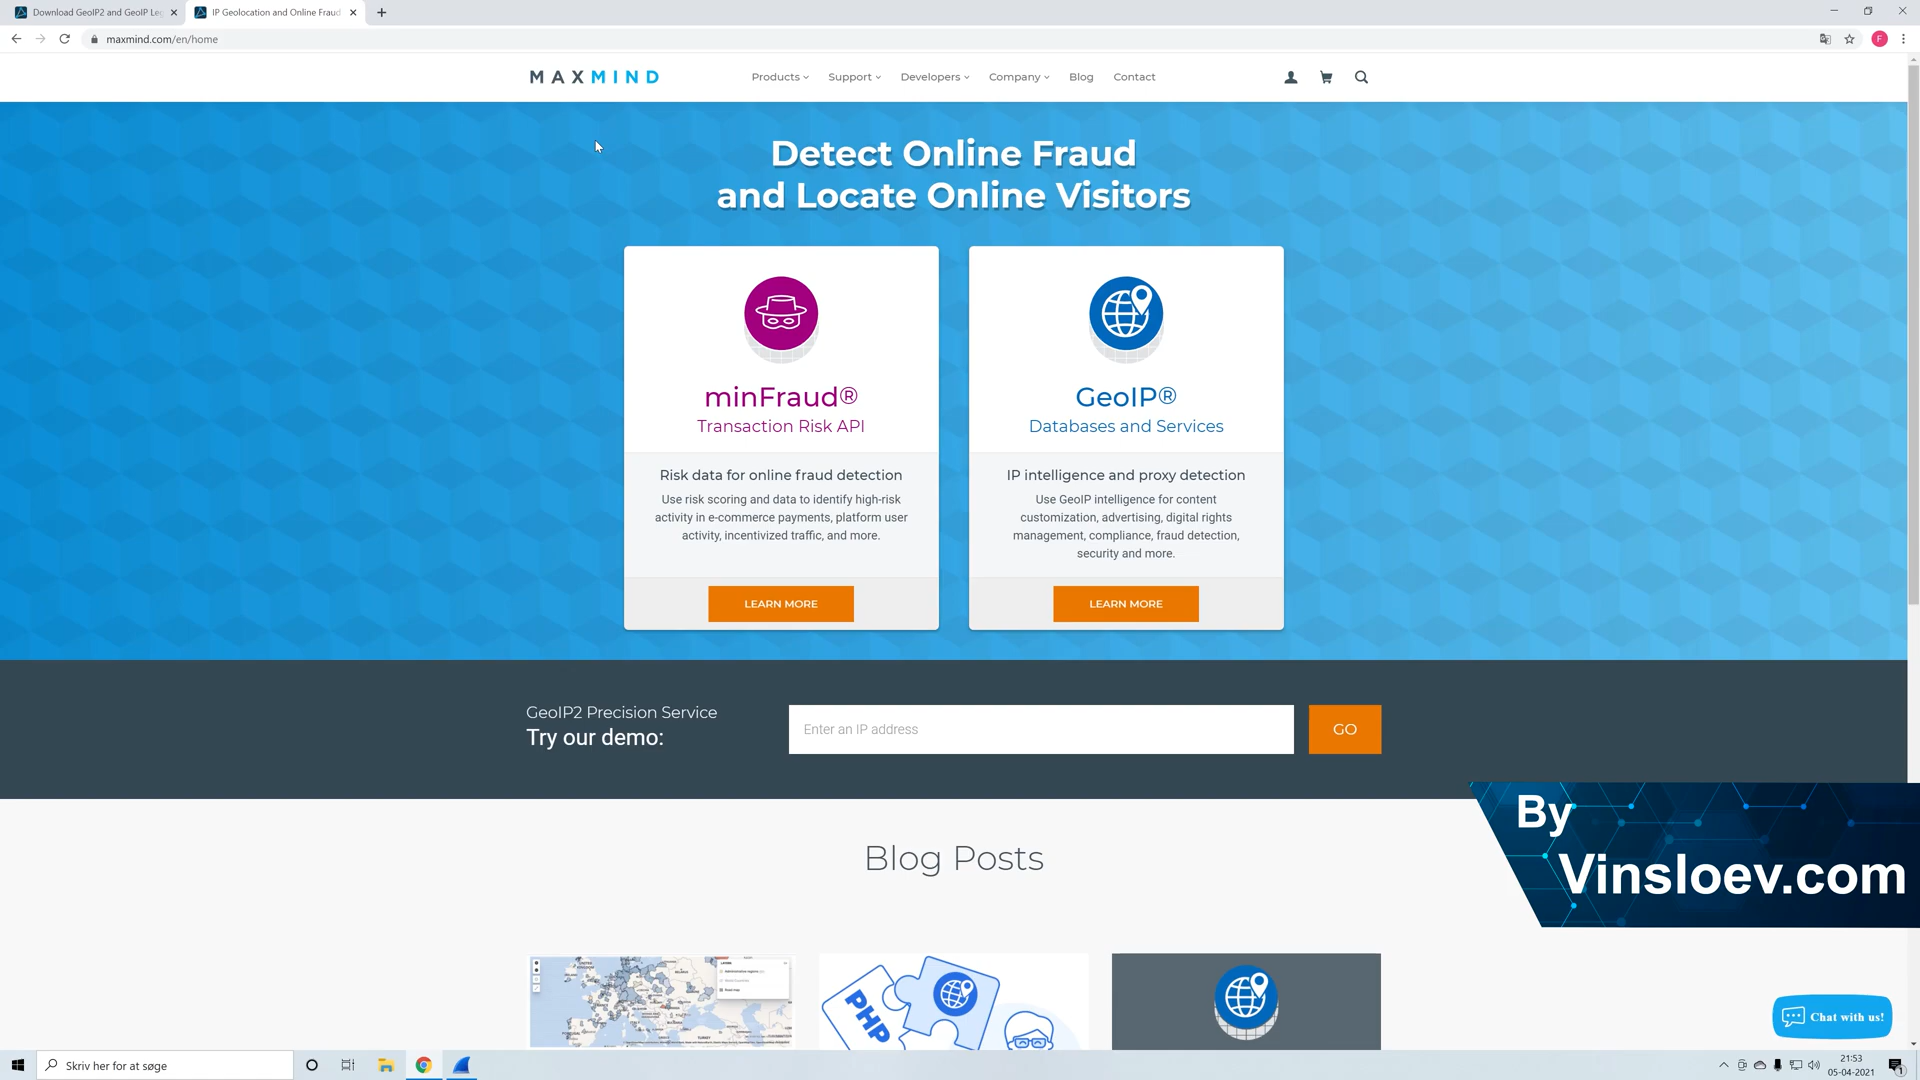 Download GeoIP2 and GeoIP Leg
IP Geolocation and Online Fraud
maxmind.com/en/home
F
MAXMIND
Products
Support
Developers
Company
Blog
Contact
Detect Online Fraud
and Locate Online Visitors
minFraud®
Transaction Risk API
Risk data for online fraud detection
Use risk scoring and data to identify high-risk
activity in e-commerce payments, platform user
activity, incentivized traffic, and more.
LEARN MORE
GeoIP®
Databases and Services
IP intelligence and proxy detection
Use GeoIP intelligence for content
customization, advertising, digital rights
management, compliance, fraud detection,
security and more.
LEARN MORE
GeoIP2 Precision Service
Try our demo:
Enter an IP address
GO
By
Vinsloev.com
Blog Posts
PHP
Chat with us!
Skriv her for at søge
21:53
05-04-2021
1